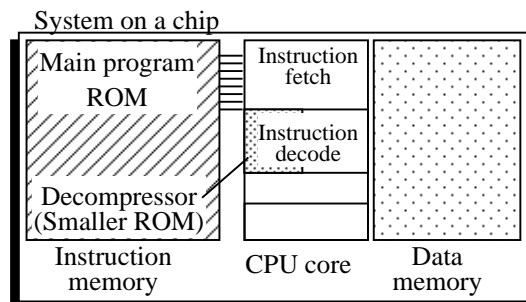 System on a chip
Main program
ROM
Instruction
fetch
Instruction
decode
Decompressor
(Smaller ROM)
Instruction
memory
CPU core
Data
memory